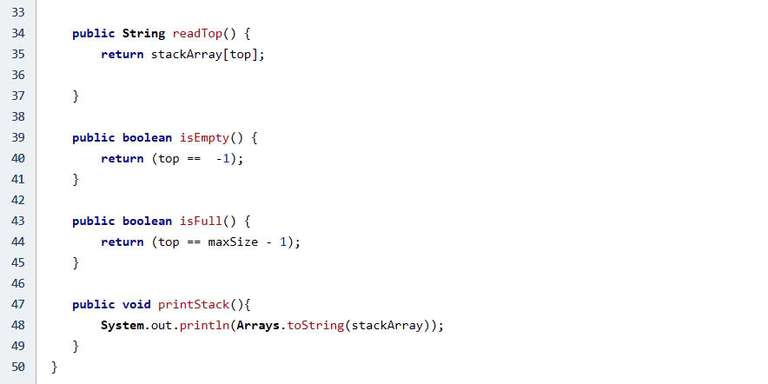 33
34 public String readTop() {
35 return stackArray[top];
36
37 }
38
39 public boolean isEmpty() {
40 return (top ==  -1);
41 }
42
43 public boolean isFull() {
44 return (top == maxSize - 1);
45 }
46
47 public void printStack(){
48 System.out.println(Arrays.toString(stackArray));
49 }
50 }